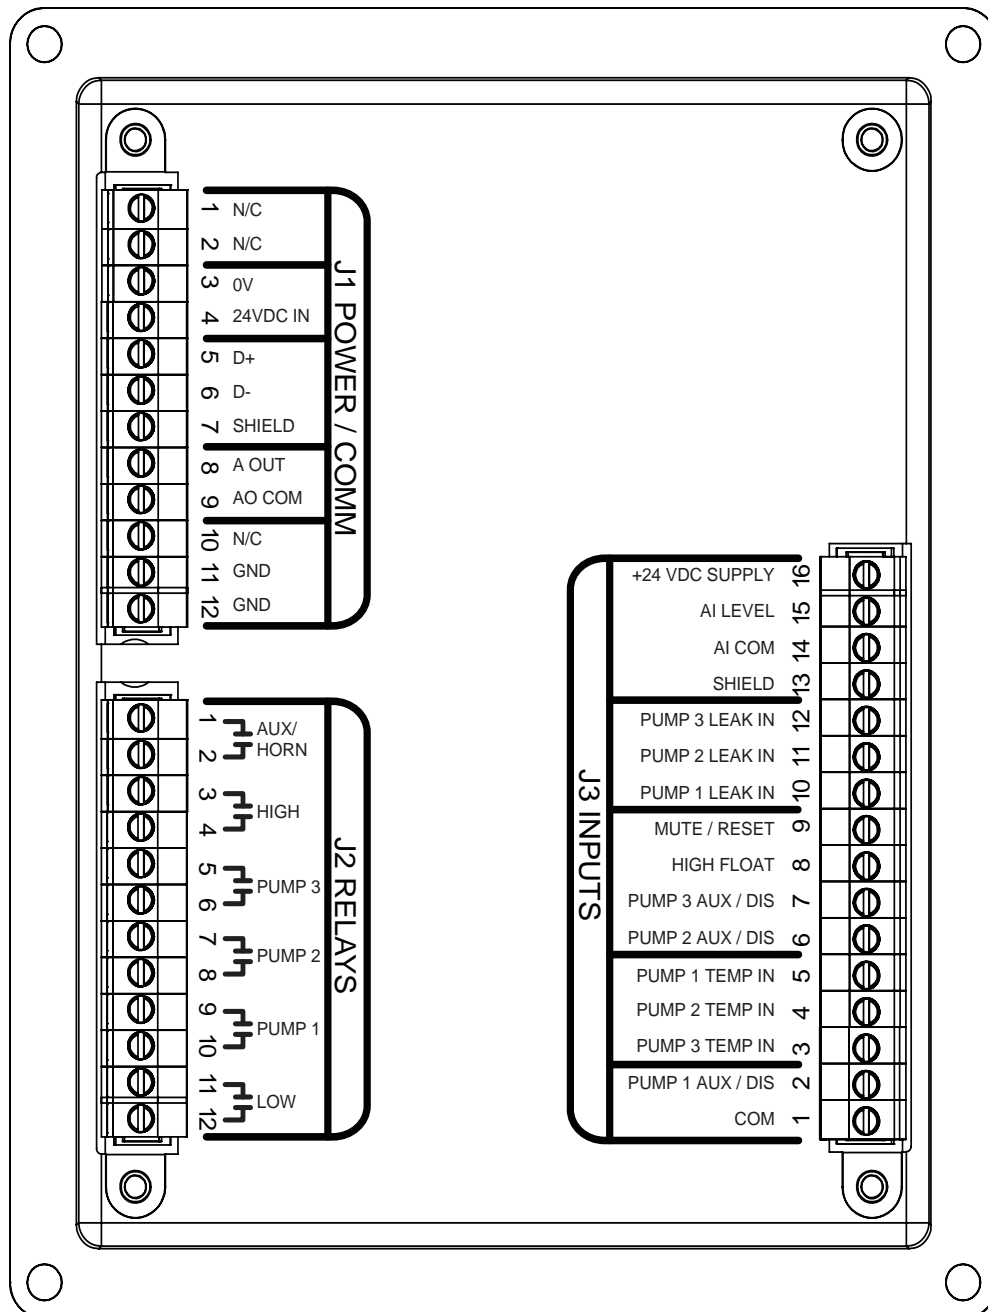 1 N/C
2 N/C
3 0V
4 24VDC IN
5 D+
6 D-
7 SHIELD
8 A OUT
9 AO COM
10 N/C
11 GND
12 GND
J1 POWER / COMM
1 AUX/
2 HORN
3
HIGH
4
5
PUMP 3
6
7
PUMP 2
8
9
PUMP 1
10
11
LOW
12
J2 RELAYS
J3 INPUTS
+24 VDC SUPPLY 16
AI LEVEL 15
AI COM 14
SHIELD 13
PUMP 3 LEAK IN 12
PUMP 2 LEAK IN 11
PUMP 1 LEAK IN 10
MUTE / RESET 9
HIGH FLOAT 8
PUMP 3 AUX / DIS 7
PUMP 2 AUX / DIS 6
PUMP 1 TEMP IN 5
PUMP 2 TEMP IN 4
PUMP 3 TEMP IN 3
PUMP 1 AUX / DIS 2
COM 1